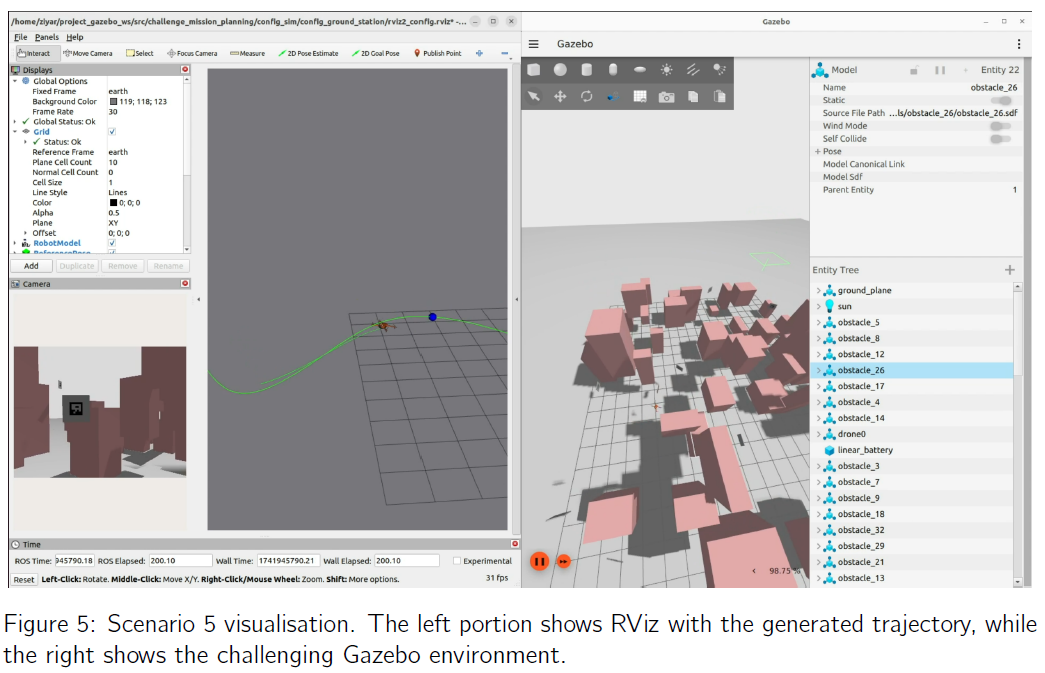 /home/ziyar/project_gazebo_ws/src/challenge_mission_planning/config_sim/config_ground_station/rviz2_config.rviz* -...
File Panels Help
Interact Move Camera Select Focus Camera Measure 2D Pose Estimate 2D Goal Pose Publish Point
Displays
Global Options
Fixed Frame earth
Background Color 119; 118; 123
Frame Rate 30
Global Status: Ok
Grid
Status: Ok
Reference Frame earth
Plane Cell Count 10
Normal Cell Count 0
Cell Size 1
Line Style Lines
Color 0; 0; 0
Alpha 0.5
Plane XY
Offset 0; 0; 0
RobotModel
Add Duplicate Remove Rename
Camera
Time
ROS Time: 945790.18 ROS Elapsed: 200.10 Wall Time: 1741945790.21 Wall Elapsed: 200.10 Experimental
Reset Left-Click: Rotate. Middle-Click: Move X/Y. Right-Click/Mouse Wheel: Zoom. Shift: More options. 31 fps
Gazebo
Gazebo
98.75 %
Model Entity 22
Name obstacle_26
Static
Source File Path ...ls/obstacle_26/obstacle_26.sdf
Wind Mode
Self Collide
Pose
Model Canonical Link
Model Sdf
Parent Entity 1
Entity Tree
ground_plane
sun
obstacle_5
obstacle_8
obstacle_12
obstacle_26
obstacle_17
obstacle_4
obstacle_14
drone0
linear_battery
obstacle_3
obstacle_7
obstacle_9
obstacle_18
obstacle_32
obstacle_29
obstacle_21
obstacle_13
Figure 5: Scenario 5 visualisation. The left portion shows RViz with the generated trajectory, while
the right shows the challenging Gazebo environment.